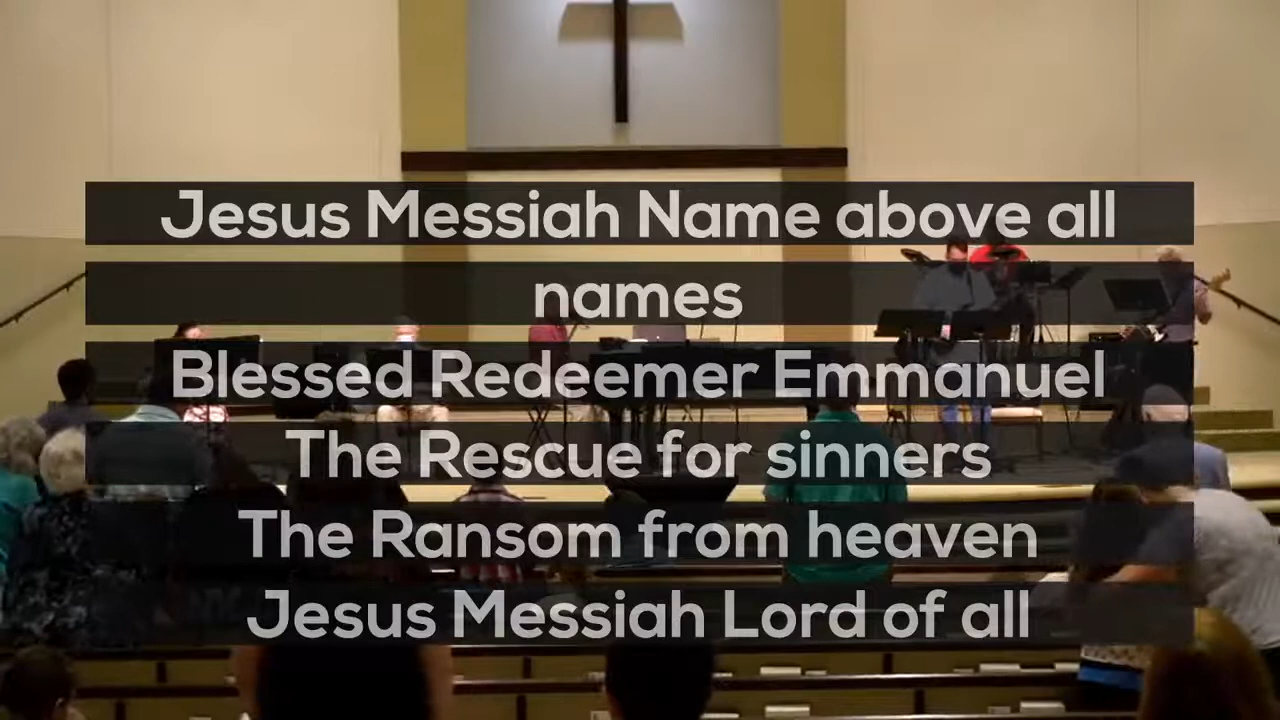 Jesus Messiah Name above all
names
Blessed Redeemer Emmanuel
The Rescue for sinners
The Ransom from heaven
Jesus Messiah Lord of all